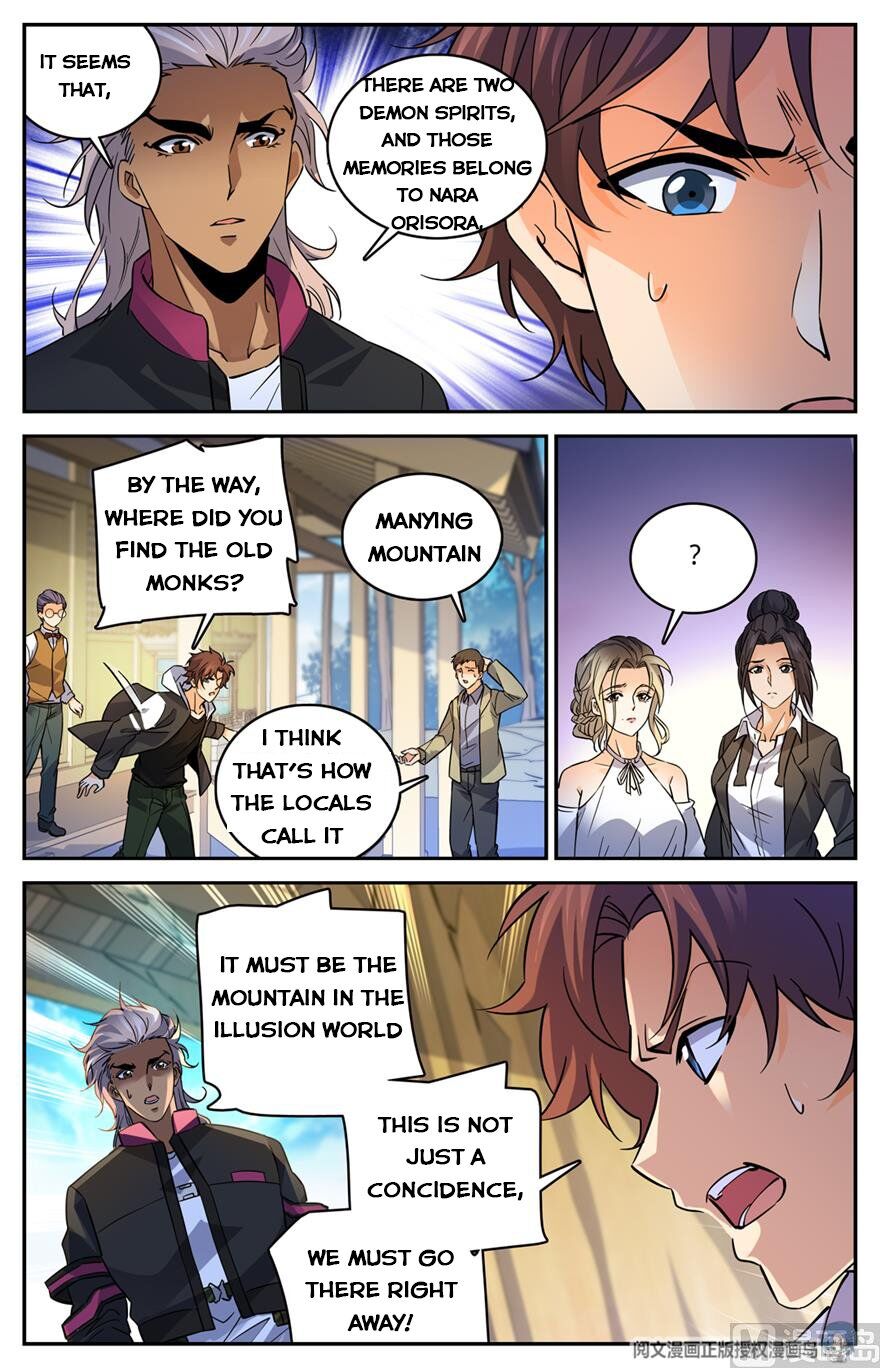 IT SEEMS
THAT,
THERE ARE TWO
DEMON SPIRITS,
AND THOSE
MEMORIES BELONG
TO NARA
ORISORA,
BY THE WAY,
WHERE DID YOU
FIND THE OLD
MONKS?
MANYING
MOUNTAIN
I THINK
THAT'S HOW
THE LOCALS
CALL IT
?
IT MUST BE THE
MOUNTAIN IN THE
ILLUSION WORLD
THIS IS NOT
JUST A
CONCIDENCE,
WE MUST GO
THERE RIGHT
AWAY!
阅文漫画正版授权漫画岛
漫画岛